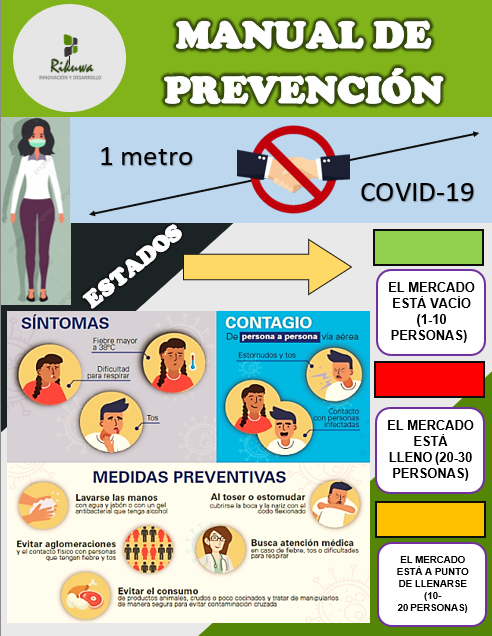 Rikuwa
INNOVACIÓN Y DESARROLLO
MANUAL DE
PREVENCIÓN
1 metro
COVID-19
ESTADOS
EL MERCADO
ESTÁ VACÍO
(1-10
PERSONAS)
EL MERCADO
ESTÁ
LLENO (20-30
PERSONAS)
EL MERCADO
ESTÁ A PUNTO
DE LLENARSE
(10-
20 PERSONAS)
SÍNTOMAS
Fiebre mayor
a 38ºC
Dificultad
para respirar
Tos
CONTAGIO
De persona a persona vía aérea
Estornudos y tos
Contacto
con personas
infectadas
MEDIDAS PREVENTIVAS
Lavarse las manos
con agua y jabón o con un gel
antibacterial que tenga alcohol
Al toser o estornudar
cubrirse la boca y la nariz con el
codo flexionado
Evitar aglomeraciones
y el contacto físico con personas
que tengan fiebre y tos
Busca atención médica
en caso de fiebre, tos o dificultades
para respirar
Evitar el consumo
de productos animales, crudos o poco cocinados y tratar de manipularlos
de manera segura para evitar contaminación cruzada